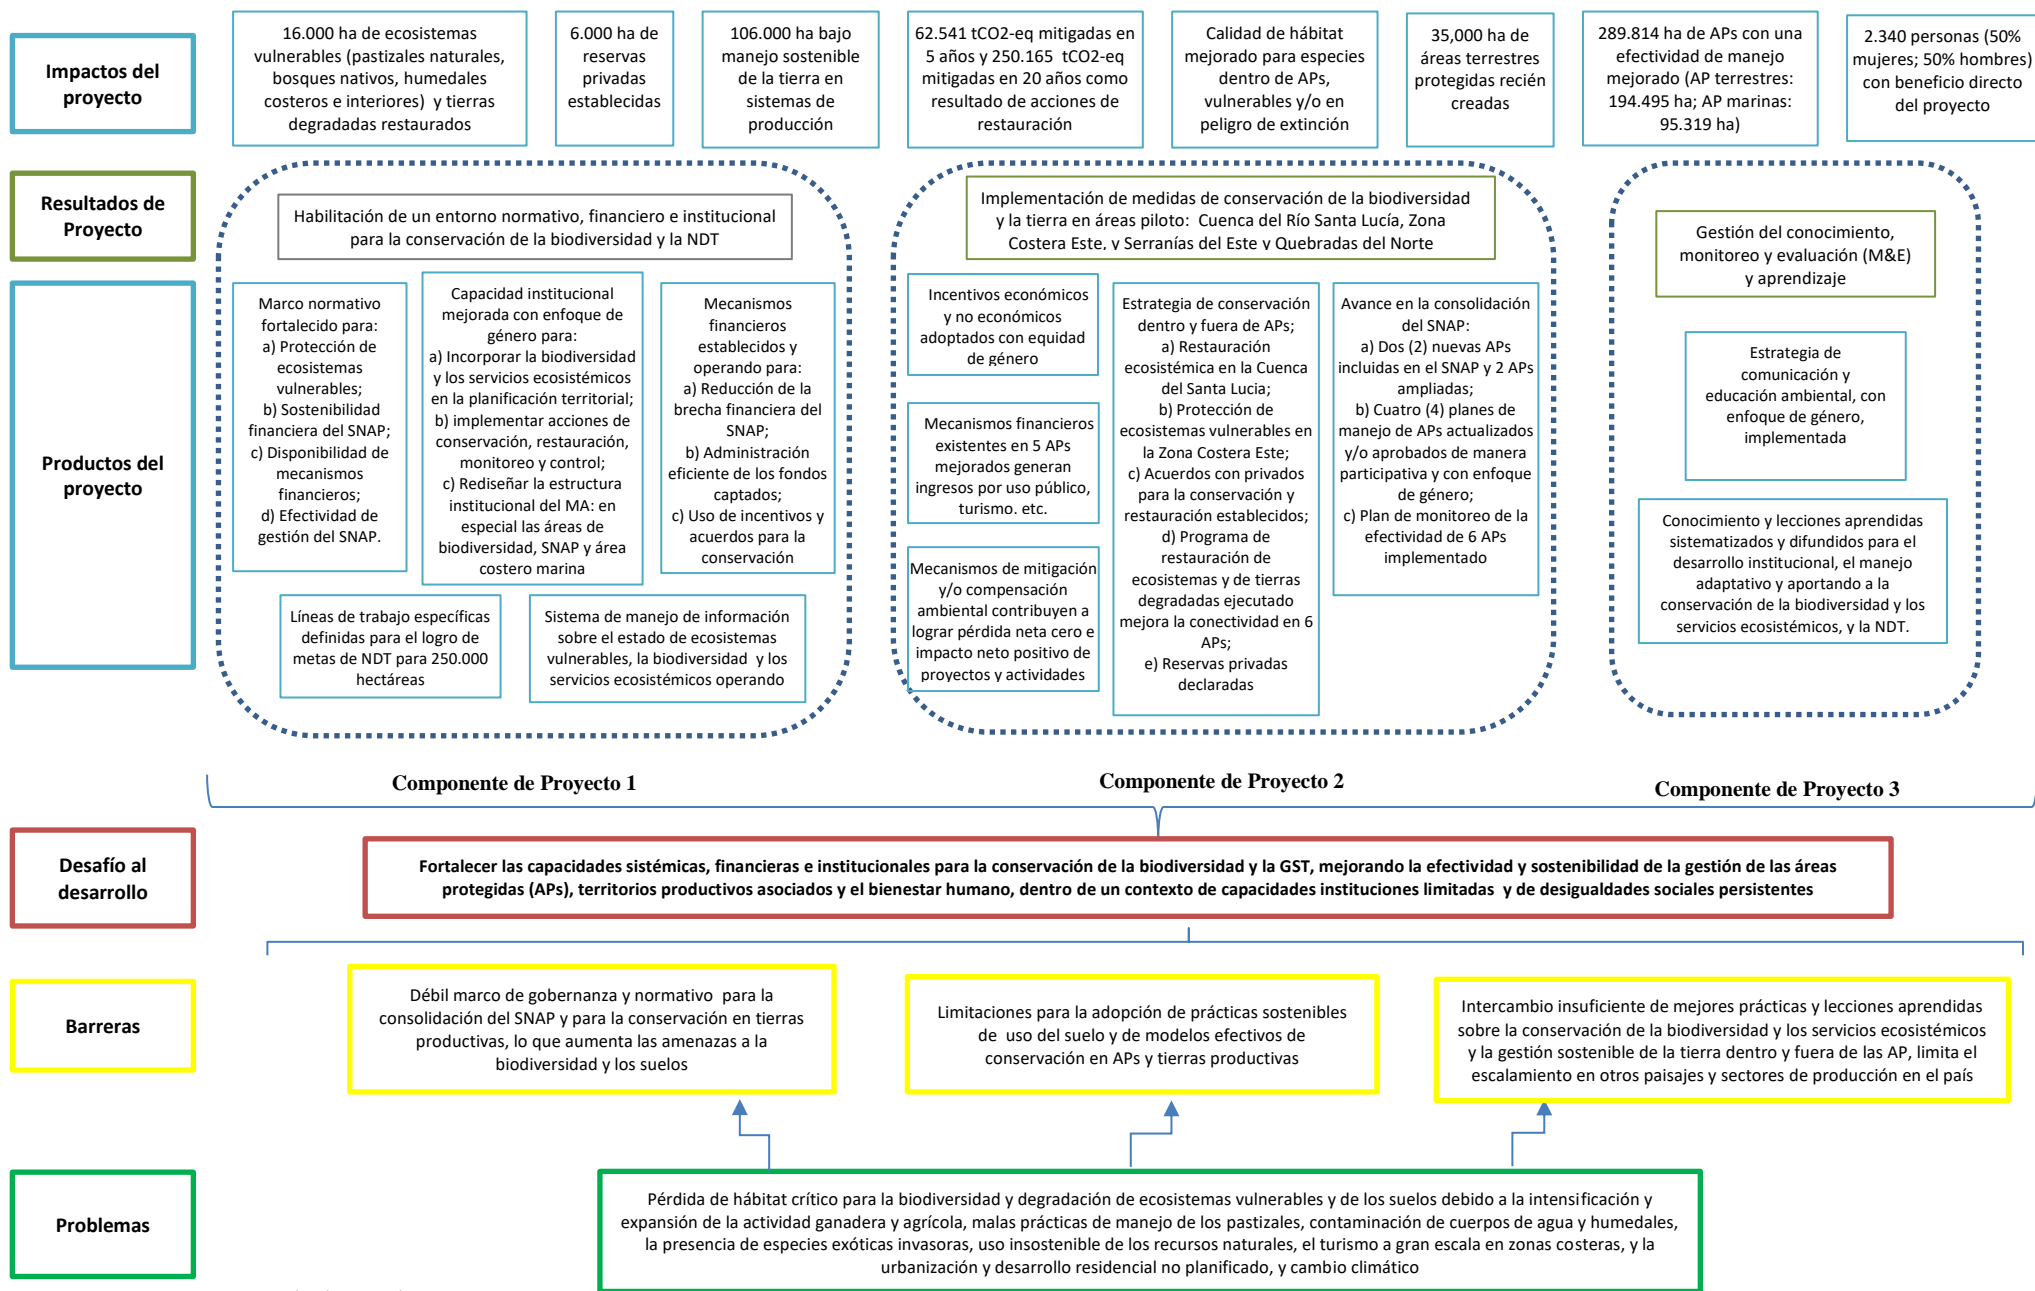 Impactos del
proyecto
16.000 ha de ecosistemas
vulnerables (pastizales naturales,
bosques nativos, humedales
costeros e interiores) y tierras
degradadas restaurados
6.000 ha de
reservas
privadas
establecidas
106.000 ha bajo
manejo sostenible
de la tierra en
sistemas de
producción
62.541 tCO2-eq mitigadas en
5 años y 250.165 tCO2-eq
mitigadas en 20 años como
resultado de acciones de
restauración
Calidad de hábitat
mejorado para especies
dentro de APs,
vulnerables y/o en
peligro de extinción
35,000 ha de
áreas terrestres
protegidas recién
creadas
289.814 ha de APs con una
efectividad de manejo
mejorado (AP terrestres:
194.495 ha; AP marinas:
95.319 ha)
2.340 personas (50%
mujeres; 50% hombres)
con beneficio directo
del proyecto
Resultados de
Proyecto
Habilitación de un entorno normativo, financiero e institucional
para la conservación de la biodiversidad y la NDT
Implementación de medidas de conservación de la biodiversidad
y la tierra en áreas piloto: Cuenca del Río Santa Lucía, Zona
Costera Este, y Serranías del Este y Quebradas del Norte
Gestión del conocimiento,
monitoreo y evaluación (M&E)
y aprendizaje
Productos del
proyecto
Marco normativo
fortalecido para:
a) Protección de
ecosistemas
vulnerables;
b) Sostenibilidad
financiera del SNAP;
c) Disponibilidad de
mecanismos
financieros;
d) Efectividad de
gestión del SNAP.
Capacidad institucional
mejorada con enfoque de
género para:
a) Incorporar la biodiversidad
y los servicios ecosistémicos
en la planificación territorial;
b) implementar acciones de
conservación, restauración,
monitoreo y control;
c) Rediseñar la estructura
institucional del MA: en
especial las áreas de
biodiversidad, SNAP y área
costero marina
Mecanismos
financieros
establecidos y
operando para:
a) Reducción de la
brecha financiera del
SNAP;
b) Administración
eficiente de los fondos
captados;
c) Uso de incentivos y
acuerdos para la
conservación
Líneas de trabajo específicas
definidas para el logro de
metas de NDT para 250.000
hectáreas
Sistema de manejo de información
sobre el estado de ecosistemas
vulnerables, la biodiversidad y los
servicios ecosistémicos operando
Incentivos económicos
y no económicos
adoptados con equidad
de género
Mecanismos financieros
existentes en 5 APs
mejorados generan
ingresos por uso público,
turismo. etc.
Mecanismos de mitigación
y/o compensación
ambiental contribuyen a
lograr pérdida neta cero e
impacto neto positivo de
proyectos y actividades
Estrategia de conservación
dentro y fuera de APs;
a) Restauración
ecosistémica en la Cuenca
del Santa Lucia;
b) Protección de
ecosistemas vulnerables en
la Zona Costera Este;
c) Acuerdos con privados
para la conservación y
restauración establecidos;
d) Programa de
restauración de
ecosistemas y de tierras
degradadas ejecutado
mejora la conectividad en 6
APs;
e) Reservas privadas
declaradas
Avance en la consolidación
del SNAP:
a) Dos (2) nuevas APs
incluidas en el SNAP y 2 APs
ampliadas;
b) Cuatro (4) planes de
manejo de APs actualizados
y/o aprobados de manera
participativa y con enfoque
de género;
c) Plan de monitoreo de la
efectividad de 6 APs
implementado
Estrategia de
comunicación y
educación ambiental, con
enfoque de género,
implementada
Conocimiento y lecciones aprendidas
sistematizados y difundidos para el
desarrollo institucional, el manejo
adaptativo y aportando a la
conservación de la biodiversidad y los
servicios ecosistémicos, y la NDT.
Componente de Proyecto 1
Componente de Proyecto 2
Componente de Proyecto 3
Desafío al
desarrollo
Fortalecer las capacidades sistémicas, financieras e institucionales para la conservación de la biodiversidad y la GST, mejorando la efectividad y sostenibilidad de la gestión de las áreas
protegidas (APs), territorios productivos asociados y el bienestar humano, dentro de un contexto de capacidades instituciones limitadas y de desigualdades sociales persistentes
Barreras
Débil marco de gobernanza y normativo para la
consolidación del SNAP y para la conservación en tierras
productivas, lo que aumenta las amenazas a la
biodiversidad y los suelos
Limitaciones para la adopción de prácticas sostenibles
de uso del suelo y de modelos efectivos de
conservación en APs y tierras productivas
Intercambio insuficiente de mejores prácticas y lecciones aprendidas
sobre la conservación de la biodiversidad y los servicios ecosistémicos
y la gestión sostenible de la tierra dentro y fuera de las AP, limita el
escalamiento en otros paisajes y sectores de producción en el país
Problemas
Pérdida de hábitat crítico para la biodiversidad y degradación de ecosistemas vulnerables y de los suelos debido a la intensificación y
expansión de la actividad ganadera y agrícola, malas prácticas de manejo de los pastizales, contaminación de cuerpos de agua y humedales,
la presencia de especies exóticas invasoras, uso insostenible de los recursos naturales, el turismo a gran escala en zonas costeras, y la
urbanización y desarrollo residencial no planificado, y cambio climático